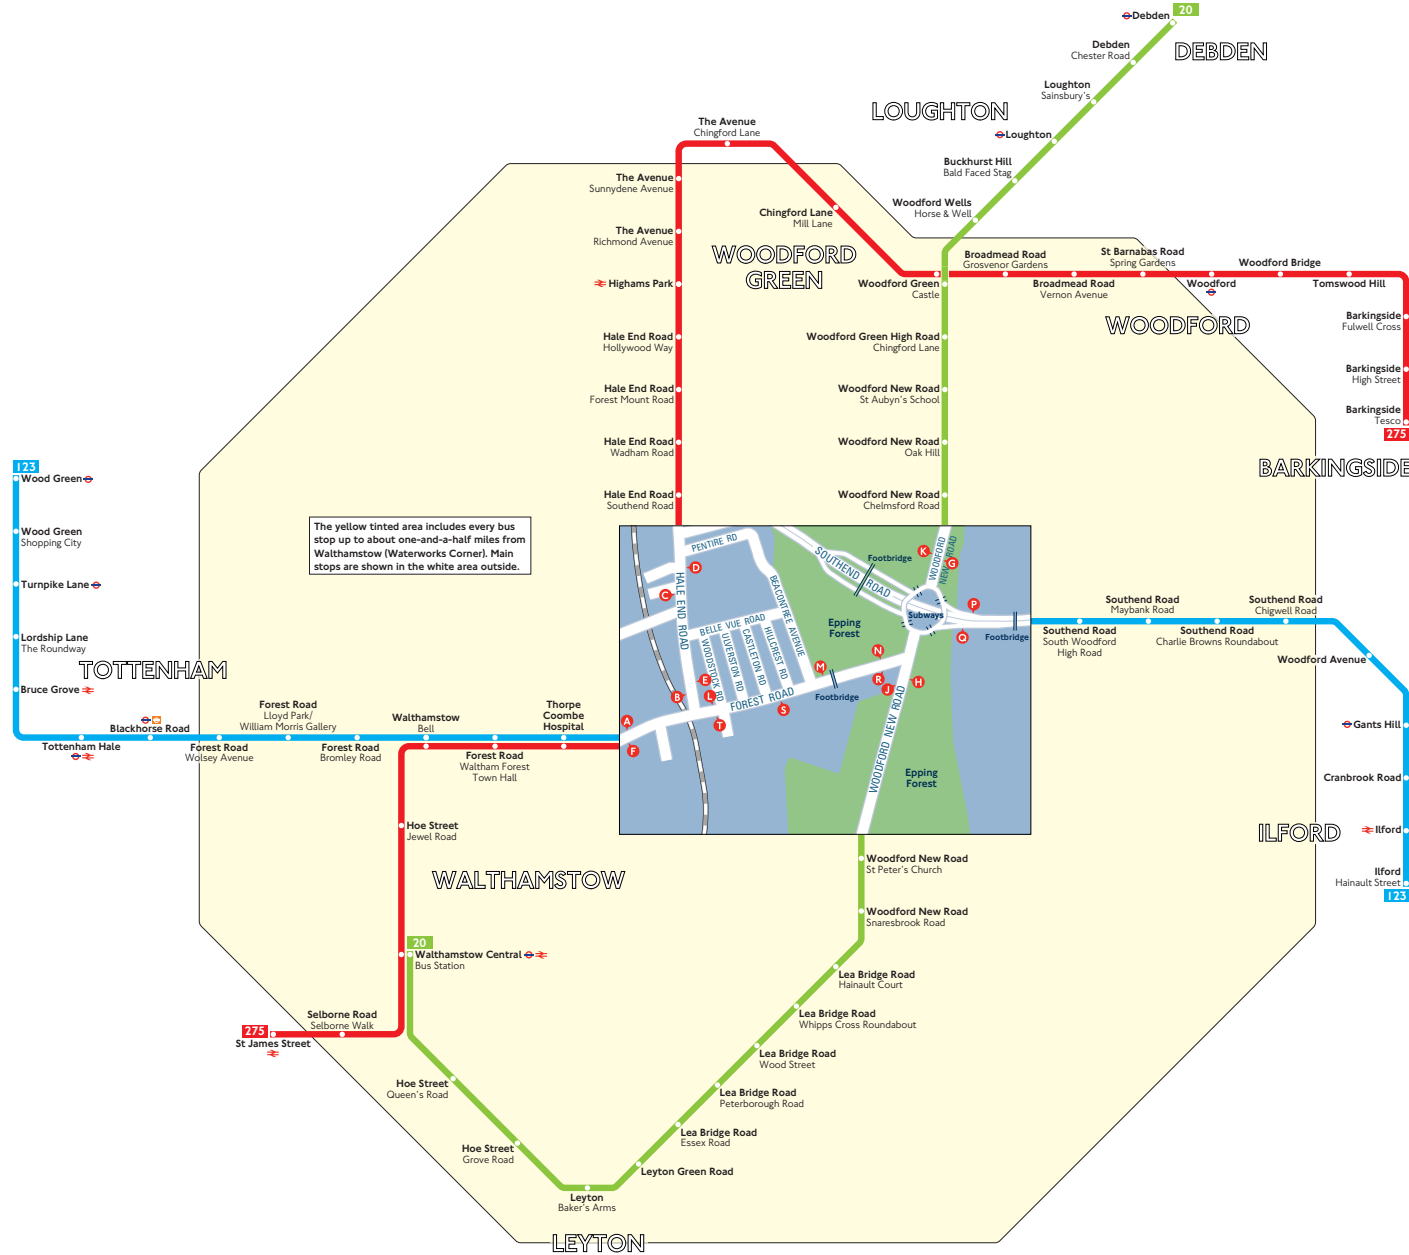 Debden
20
DEBDEN
Debden
Chester Road
Loughton
Sainsbury's
LOUGHTON
Loughton
Buckhurst Hill
Bald Faced Stag
Woodford Wells
Horse & Well
The Avenue
Chingford Lane
The Avenue
Sunnydene Avenue
Chingford Lane
Mill Lane
The Avenue
Richmond Avenue
WOODFORD
GREEN
Highams Park
Woodford Green
Castle
Broadmead Road
Grosvenor Gardens
Broadmead Road
Vernon Avenue
St Barnabas Road
Spring Gardens
Woodford
Woodford Bridge
Tomswood Hill
WOODFORD
Barkingside
Fulwell Cross
Barkingside
High Street
Barkingside
Tesco
275
BARKINGSIDE
Hale End Road
Hollywood Way
Hale End Road
Forest Mount Road
Hale End Road
Wadham Road
Hale End Road
Southend Road
Woodford Green High Road
Chingford Lane
Woodford New Road
St Aubyn's School
Woodford New Road
Oak Hill
Woodford New Road
Chelmsford Road
123
Wood Green
Wood Green
Shopping City
Turnpike Lane
Lordship Lane
The Roundway
TOTTENHAM
Bruce Grove
Tottenham Hale
Blackhorse Road
Forest Road
Wolsey Avenue
Forest Road
Lloyd Park/
William Morris Gallery
Forest Road
Bromley Road
Walthamstow
Bell
Forest Road
Waltham Forest
Town Hall
Thorpe
Coombe
Hospital
The yellow tinted area includes every bus
stop up to about one-and-a-half miles from
Walthamstow (Waterworks Corner). Main
stops are shown in the white area outside.
PENTIRE RD
HALE END ROAD
BEACONTREE AVENUE
BELLE VUE ROAD
WOODSTOCK RD
ULVERSTON RD
CASTLETON RD
HILLCREST RD
FOREST ROAD
SOUTHEND ROAD
WOODFORD
NEW ROAD
WOODFORD NEW ROAD
Footbridge
Subways
Footbridge
Footbridge
Epping
Forest
Epping
Forest
A
B
C
D
E
F
G
H
J
K
L
M
N
P
Q
R
S
T
Southend Road
South Woodford
High Road
Southend Road
Maybank Road
Southend Road
Charlie Browns Roundabout
Southend Road
Chigwell Road
Woodford Avenue
Gants Hill
Cranbrook Road
ILFORD
Ilford
Ilford
Hainault Street
123
Hoe Street
Jewel Road
WALTHAMSTOW
20
Walthamstow Central
Bus Station
Selborne Road
Selborne Walk
275
St James Street
Hoe Street
Queen's Road
Hoe Street
Grove Road
Leyton
Baker's Arms
LEYTON
Leyton Green Road
Lea Bridge Road
Essex Road
Lea Bridge Road
Peterborough Road
Lea Bridge Road
Wood Street
Lea Bridge Road
Whipps Cross Roundabout
Lea Bridge Road
Hainault Court
Woodford New Road
Snaresbrook Road
Woodford New Road
St Peter's Church